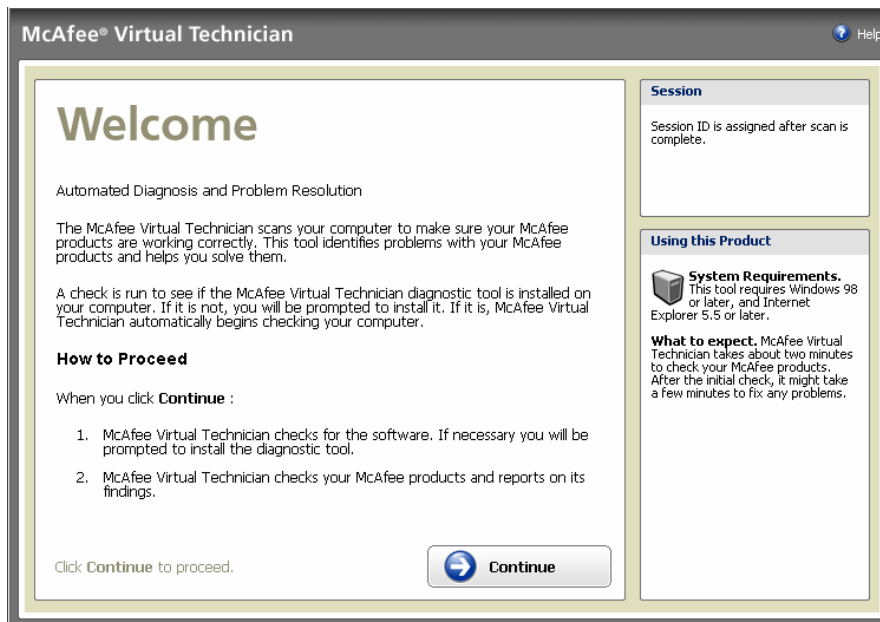 McAfee® Virtual Technician
Help
Welcome
Automated Diagnosis and Problem Resolution
The McAfee Virtual Technician scans your computer to make sure your McAfee
products are working correctly. This tool identifies problems with your McAfee
products and helps you solve them.
A check is run to see if the McAfee Virtual Technician diagnostic tool is installed on
your computer. If it is not, you will be prompted to install it. If it is, McAfee Virtual
Technician automatically begins checking your computer.
How to Proceed
When you click Continue :
1. McAfee Virtual Technician checks for the software. If necessary you will be
prompted to install the diagnostic tool.
2. McAfee Virtual Technician checks your McAfee products and reports on its
findings.
Click Continue to proceed.
Continue
Session
Session ID is assigned after scan is
complete.
Using this Product
System Requirements.
This tool requires Windows 98
or later, and Internet
Explorer 5.5 or later.
What to expect. McAfee Virtual
Technician takes about two minutes
to check your McAfee products.
After the initial check, it might take
a few minutes to fix any problems.